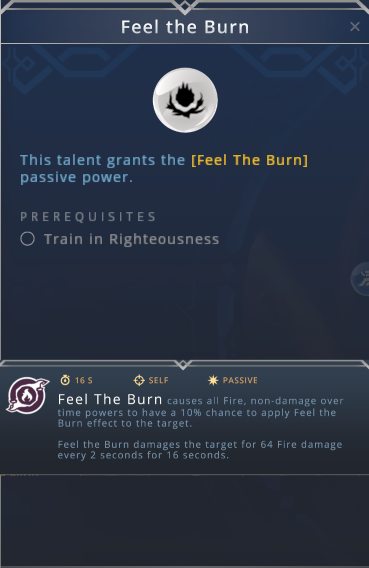 Feel the Burn
This talent grants the [Feel The Burn]
passive power.
PREREQUISITES
Train in Righteousness
16 S SELF PASSIVE
Feel The Burn causes all Fire, non-damage over
time powers to have a 10% chance to apply Feel the
Burn effect to the target.
Feel the Burn damages the target for 64 Fire damage
every 2 seconds for 16 seconds.